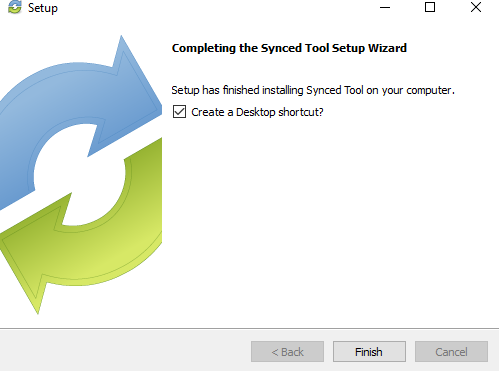 Setup
Completing the Synced Tool Setup Wizard
Setup has finished installing Synced Tool on your computer.
Create a Desktop shortcut?
< Back
Finish
Cancel